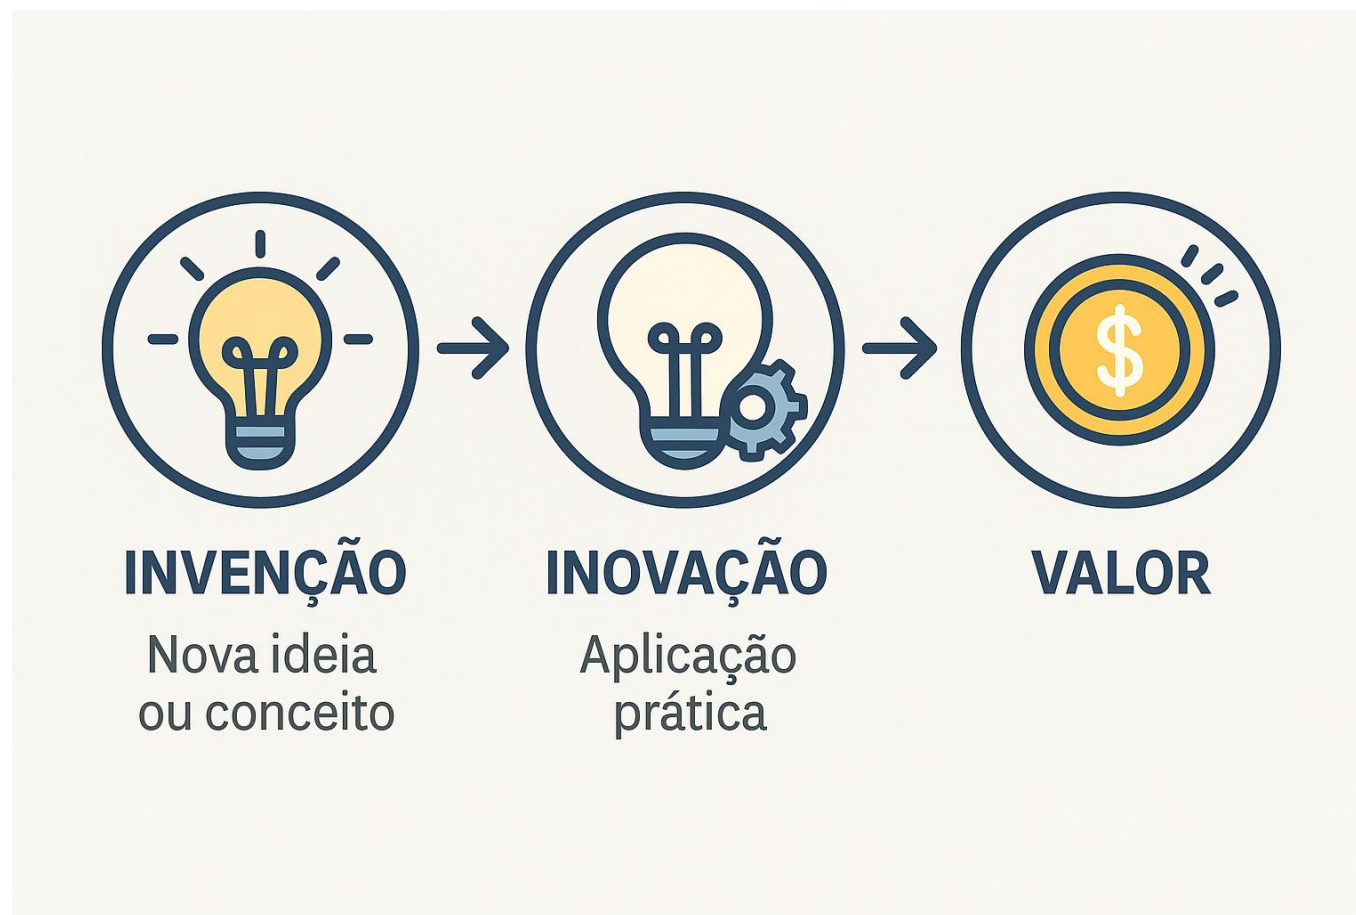 INVENÇÃO
Nova ideia
ou conceito
INOVAÇÃO
Aplicação
prática
$
VALOR